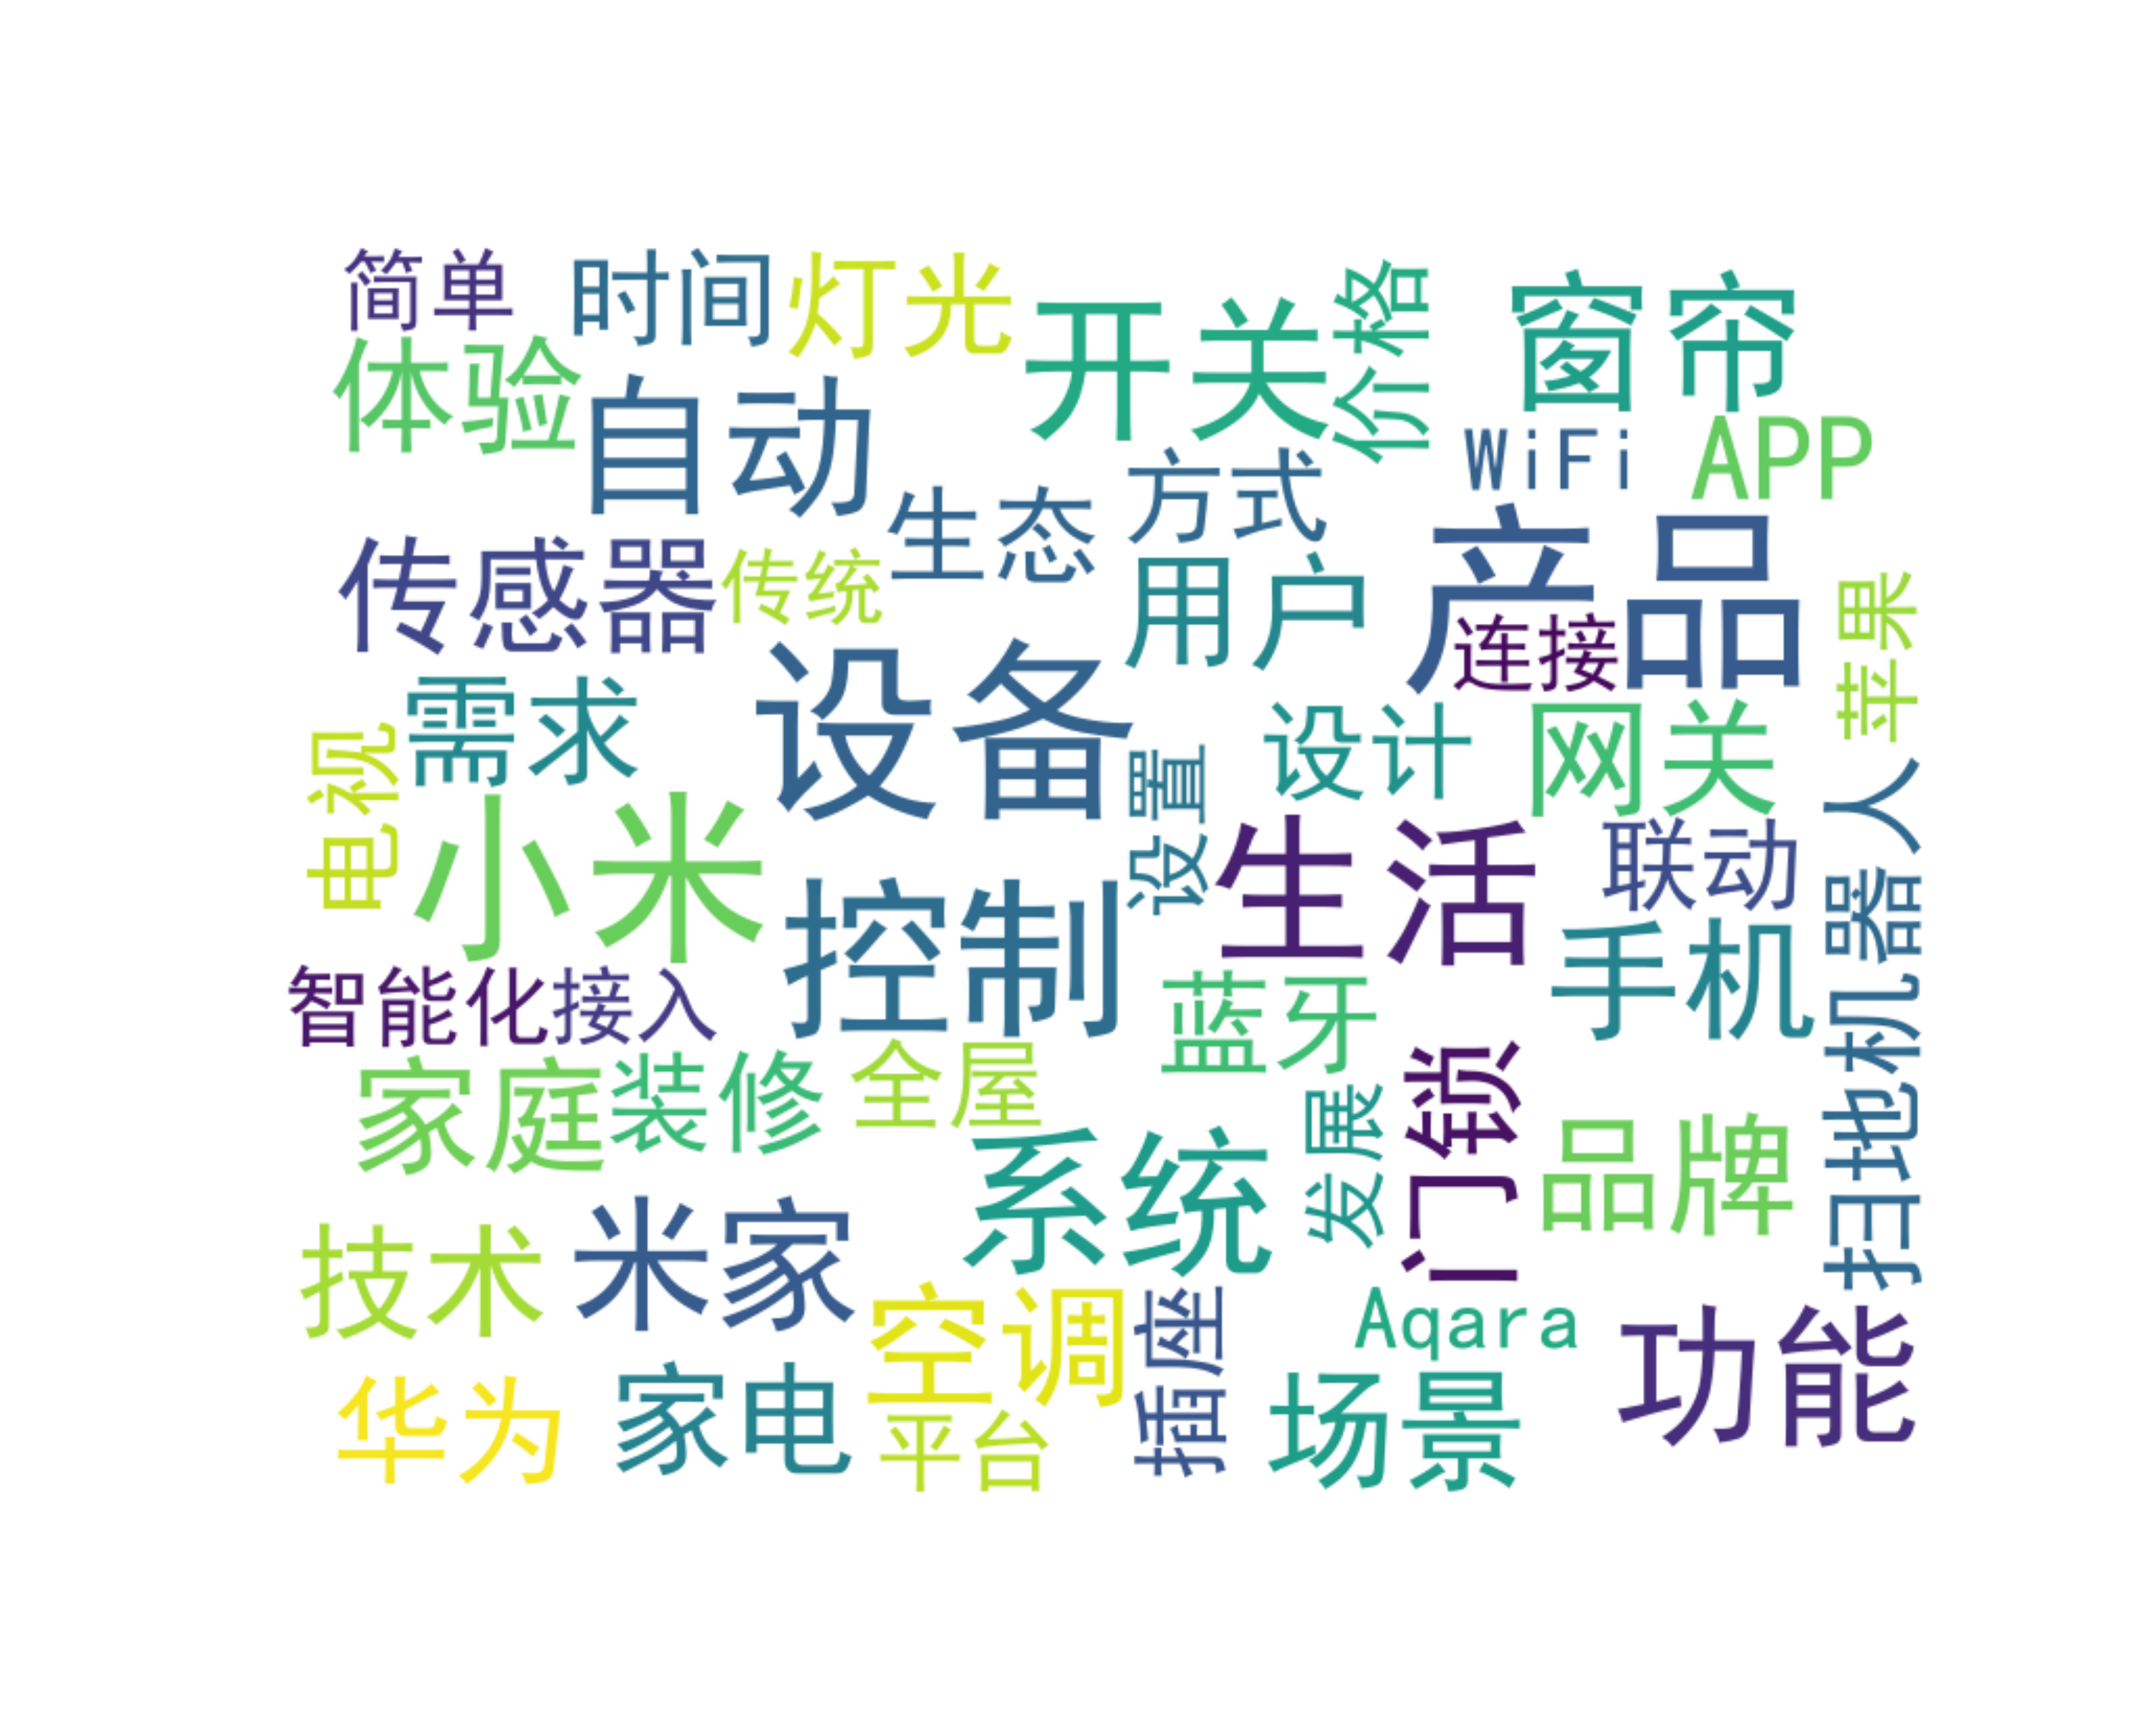 简单
时间
灯光
开关
价格
窗帘
体验
自动
WiFi
APP
生态
方式
传感器
传统
用户
产品
连接
苹果
需求
设备
设置
设计
网关
电视
小米
控制
生活
联动
扫地机器人
手机
智能化
接入
蓝牙
家庭
装修
全屋
系统
发展
门锁
品牌
技术
米家
空调
插座
Aqara
功能
华为
家电
平台
场景